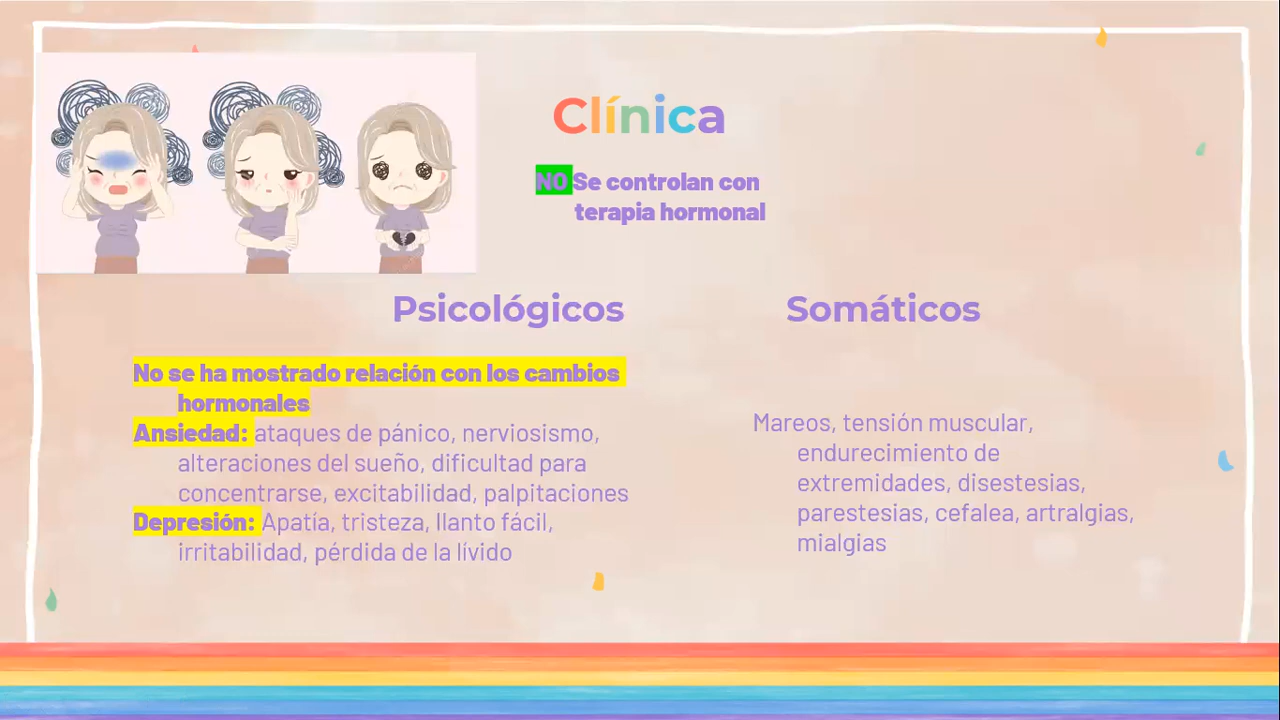 Clínica
NO Se controlan con
terapia hormonal
Psicológicos
No se ha mostrado relación con los cambios
hormonales
Ansiedad: ataques de pánico, nerviosismo,
alteraciones del sueño, dificultad para
concentrarse, excitabilidad, palpitaciones
Depresión: Apatía, tristeza, llanto fácil,
irritabilidad, pérdida de la lívido
Somáticos
Mareos, tensión muscular,
endurecimiento de
extremidades, disestesias,
parestesias, cefalea, artralgias,
mialgias